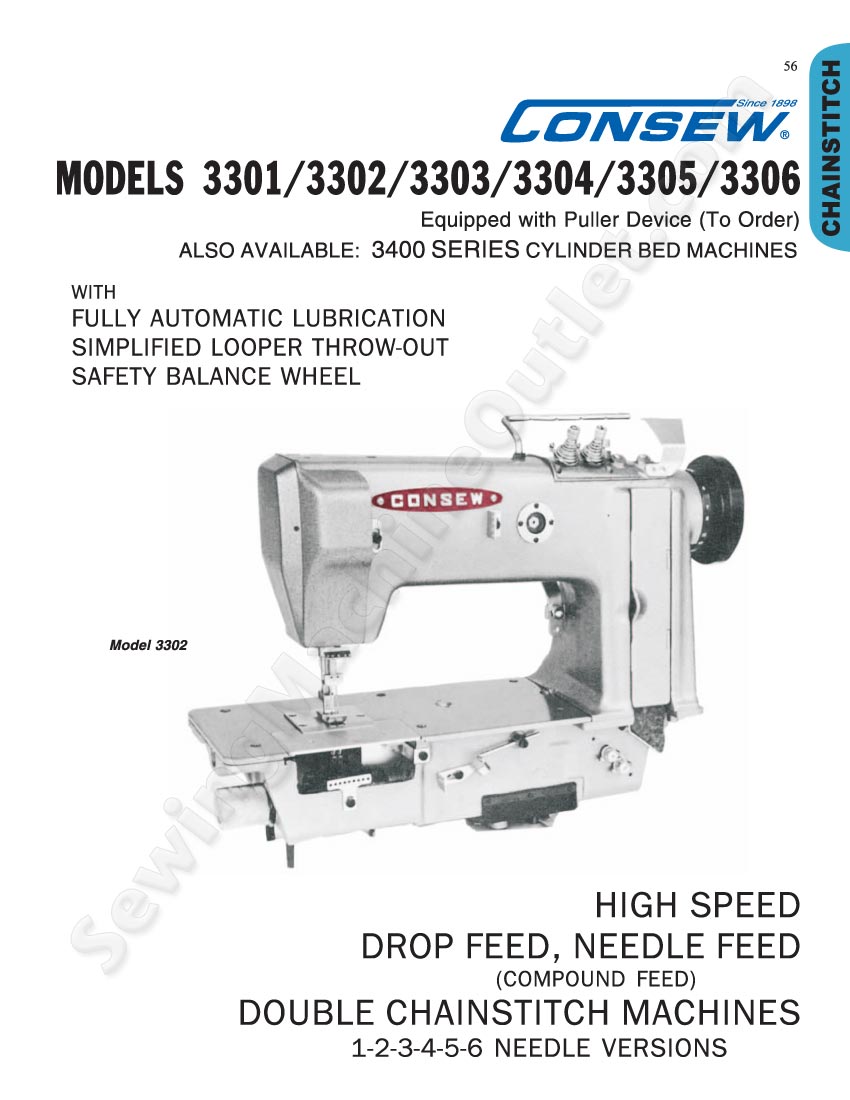 56
CHAINSTITCH
Since 1898
CONSEW®
MODELS 3301/3302/3303/3304/3305/3306
Equipped with Puller Device (To Order)
ALSO AVAILABLE: 3400 SERIES CYLINDER BED MACHINES
WITH
FULLY AUTOMATIC LUBRICATION
SIMPLIFIED LOOPER THROW-OUT
SAFETY BALANCE WHEEL
CONSEW
Model 3302
SewingMachineOutlet.com
HIGH SPEED
DROP FEED, NEEDLE FEED
(COMPOUND FEED)
DOUBLE CHAINSTITCH MACHINES
1-2-3-4-5-6 NEEDLE VERSIONS